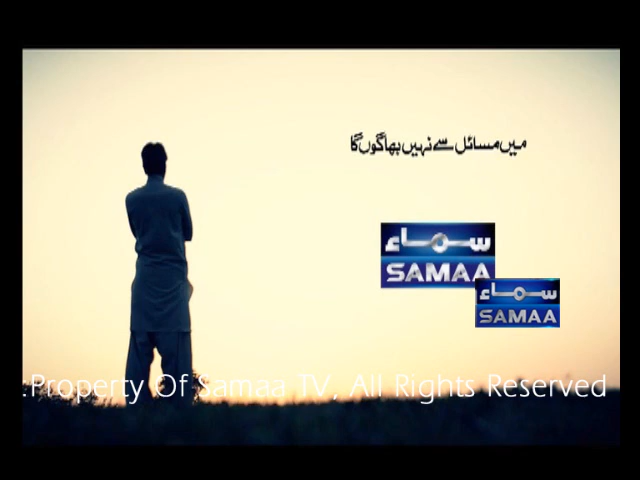 میں مسائل سے نہیں بھاگوں گا
سماء
SAMAA
سماء
SAMAA
.Property Of Samaa TV, All Rights Reserved